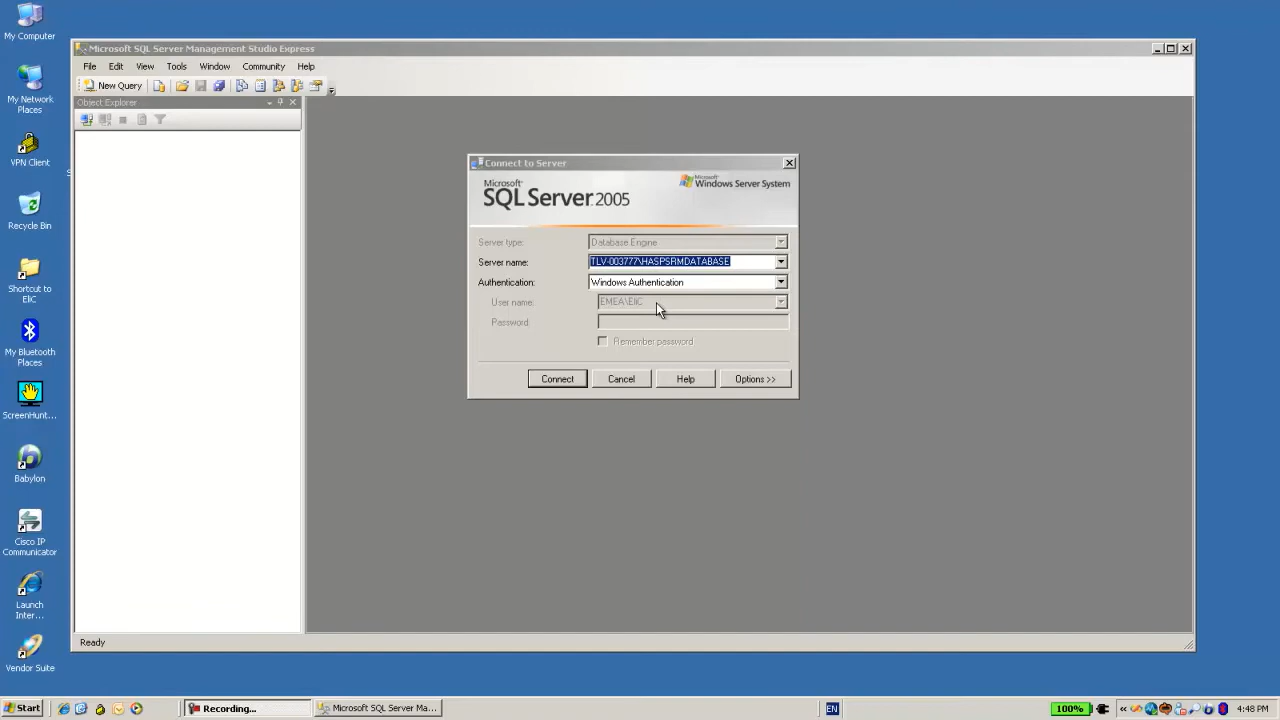 My Computer
My Network
Places
VPN Client
Recycle Bin
Shortcut to
EliC
My Bluetooth
Places
ScreenHunt...
Babylon
Cisco IP
Communicator
Launch
Inter...
Vendor Suite
Microsoft SQL Server Management Studio Express
File Edit View Tools Window Community Help
New Query
Object Explorer
Connect to Server
Microsoft
SQL Server 2005
Microsoft
Windows Server System
Server type: Database Engine
Server name: TLV-003777\HASPSRMDATABASE
Authentication: Windows Authentication
User name: EMEA\EliC
Password:
Remember password
Connect Cancel Help Options >>
Ready
Start Recording... Microsoft SQL Server Ma... EN 100% 4:48 PM